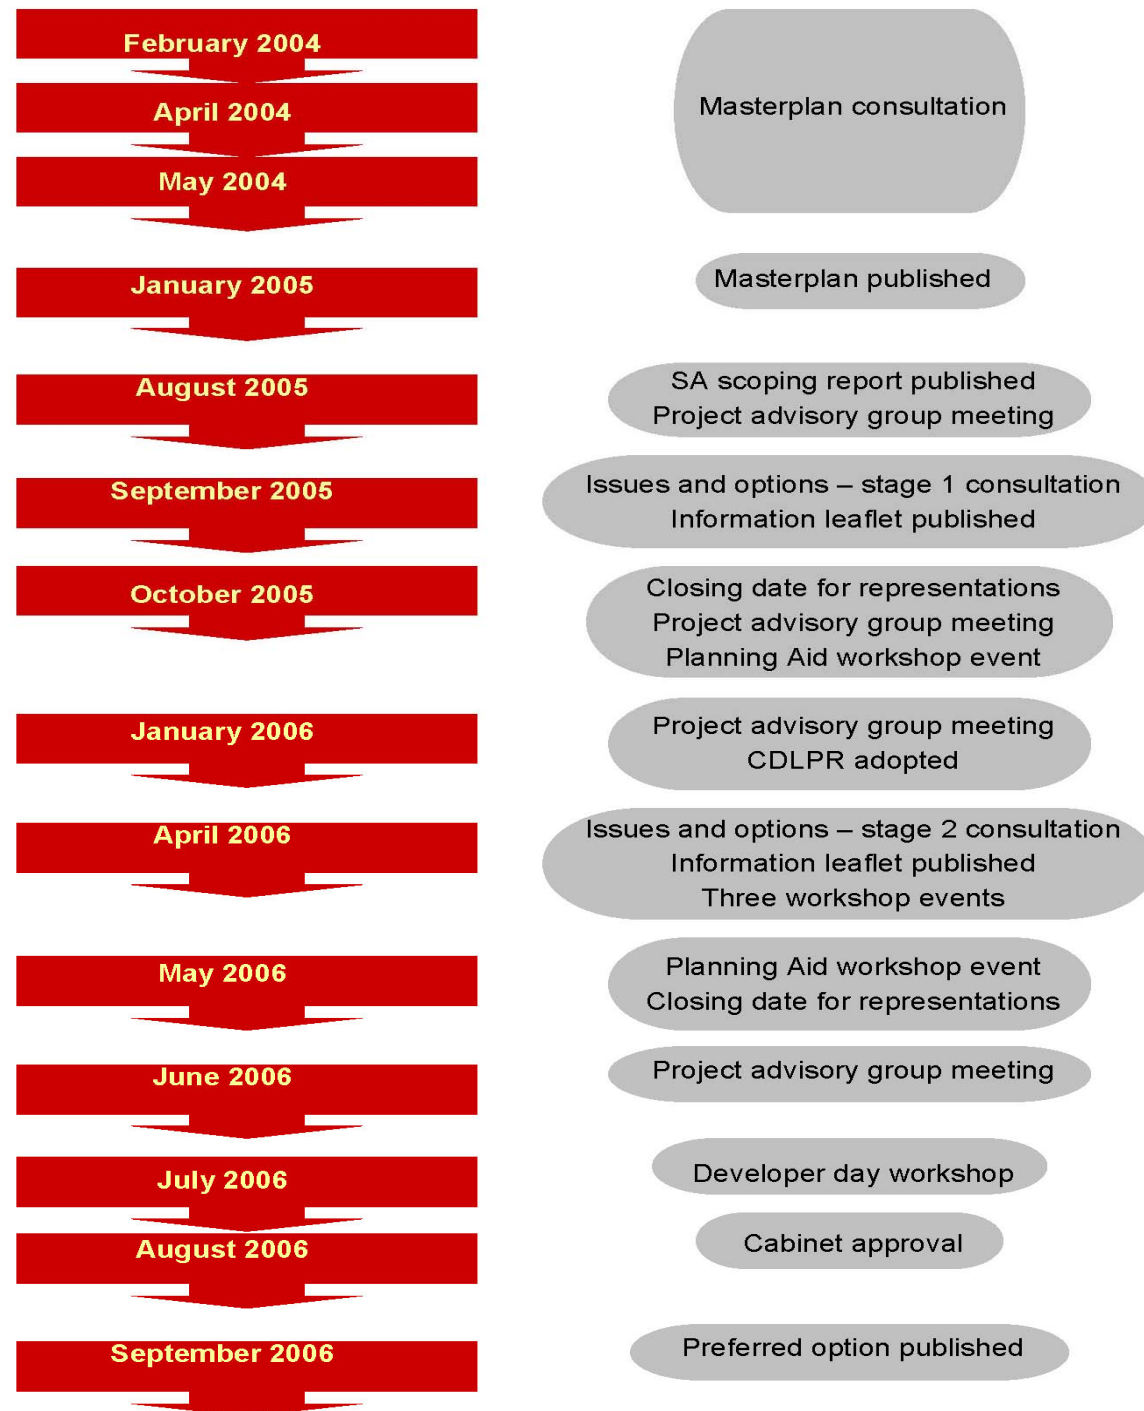 February 2004
April 2004
Masterplan consultation
May 2004
January 2005
Masterplan published
August 2005
SA scoping report published
Project advisory group meeting
September 2005
Issues and options – stage 1 consultation
Information leaflet published
October 2005
Closing date for representations
Project advisory group meeting
Planning Aid workshop event
January 2006
Project advisory group meeting
CDLPR adopted
April 2006
Issues and options – stage 2 consultation
Information leaflet published
Three workshop events
May 2006
Planning Aid workshop event
Closing date for representations
June 2006
Project advisory group meeting
July 2006
Developer day workshop
August 2006
Cabinet approval
September 2006
Preferred option published